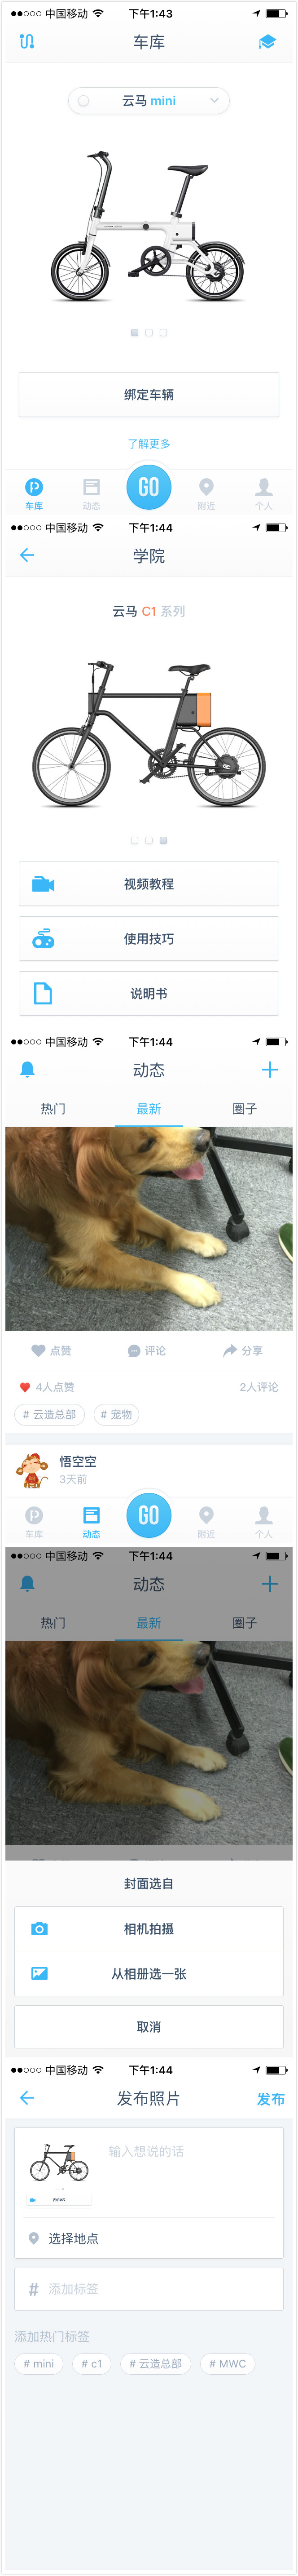 中国移动 下午1:43
车库
云马 mini
绑定车辆
了解更多
车库 动态 GO 附近 个人
中国移动 下午1:44
学院
云马 C1 系列
视频教程
使用技巧
说明书
中国移动 下午1:44
动态
热门 最新 圈子
点赞 评论 分享
4人点赞 2人评论
# 云造总部 # 宠物
悟空空
3天前
车库 动态 GO 附近 个人
中国移动 下午1:44
动态
热门 最新 圈子
封面选自
相机拍摄
从相册选一张
取消
中国移动 下午1:44
发布照片 发布
输入想说的话
选择地点
# 添加标签
添加热门标签
# mini # c1 # 云造总部 # MWC